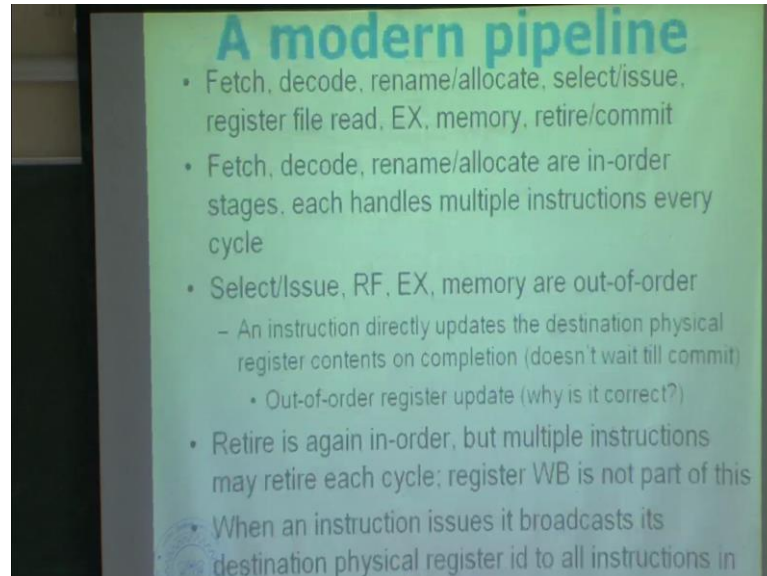 A modern pipeline
• Fetch, decode, rename/allocate, select/issue,
register file read, EX, memory, retire/commit
• Fetch, decode, rename/allocate are in-order
stages, each handles multiple instructions every
cycle
• Select/Issue, RF, EX, memory are out-of-order
– An instruction directly updates the destination physical
register contents on completion (doesn't wait till commit)
• Out-of-order register update (why is it correct?)
• Retire is again in-order, but multiple instructions
may retire each cycle; register WB is not part of this
• When an instruction issues it broadcasts its
destination physical register id to all instructions in